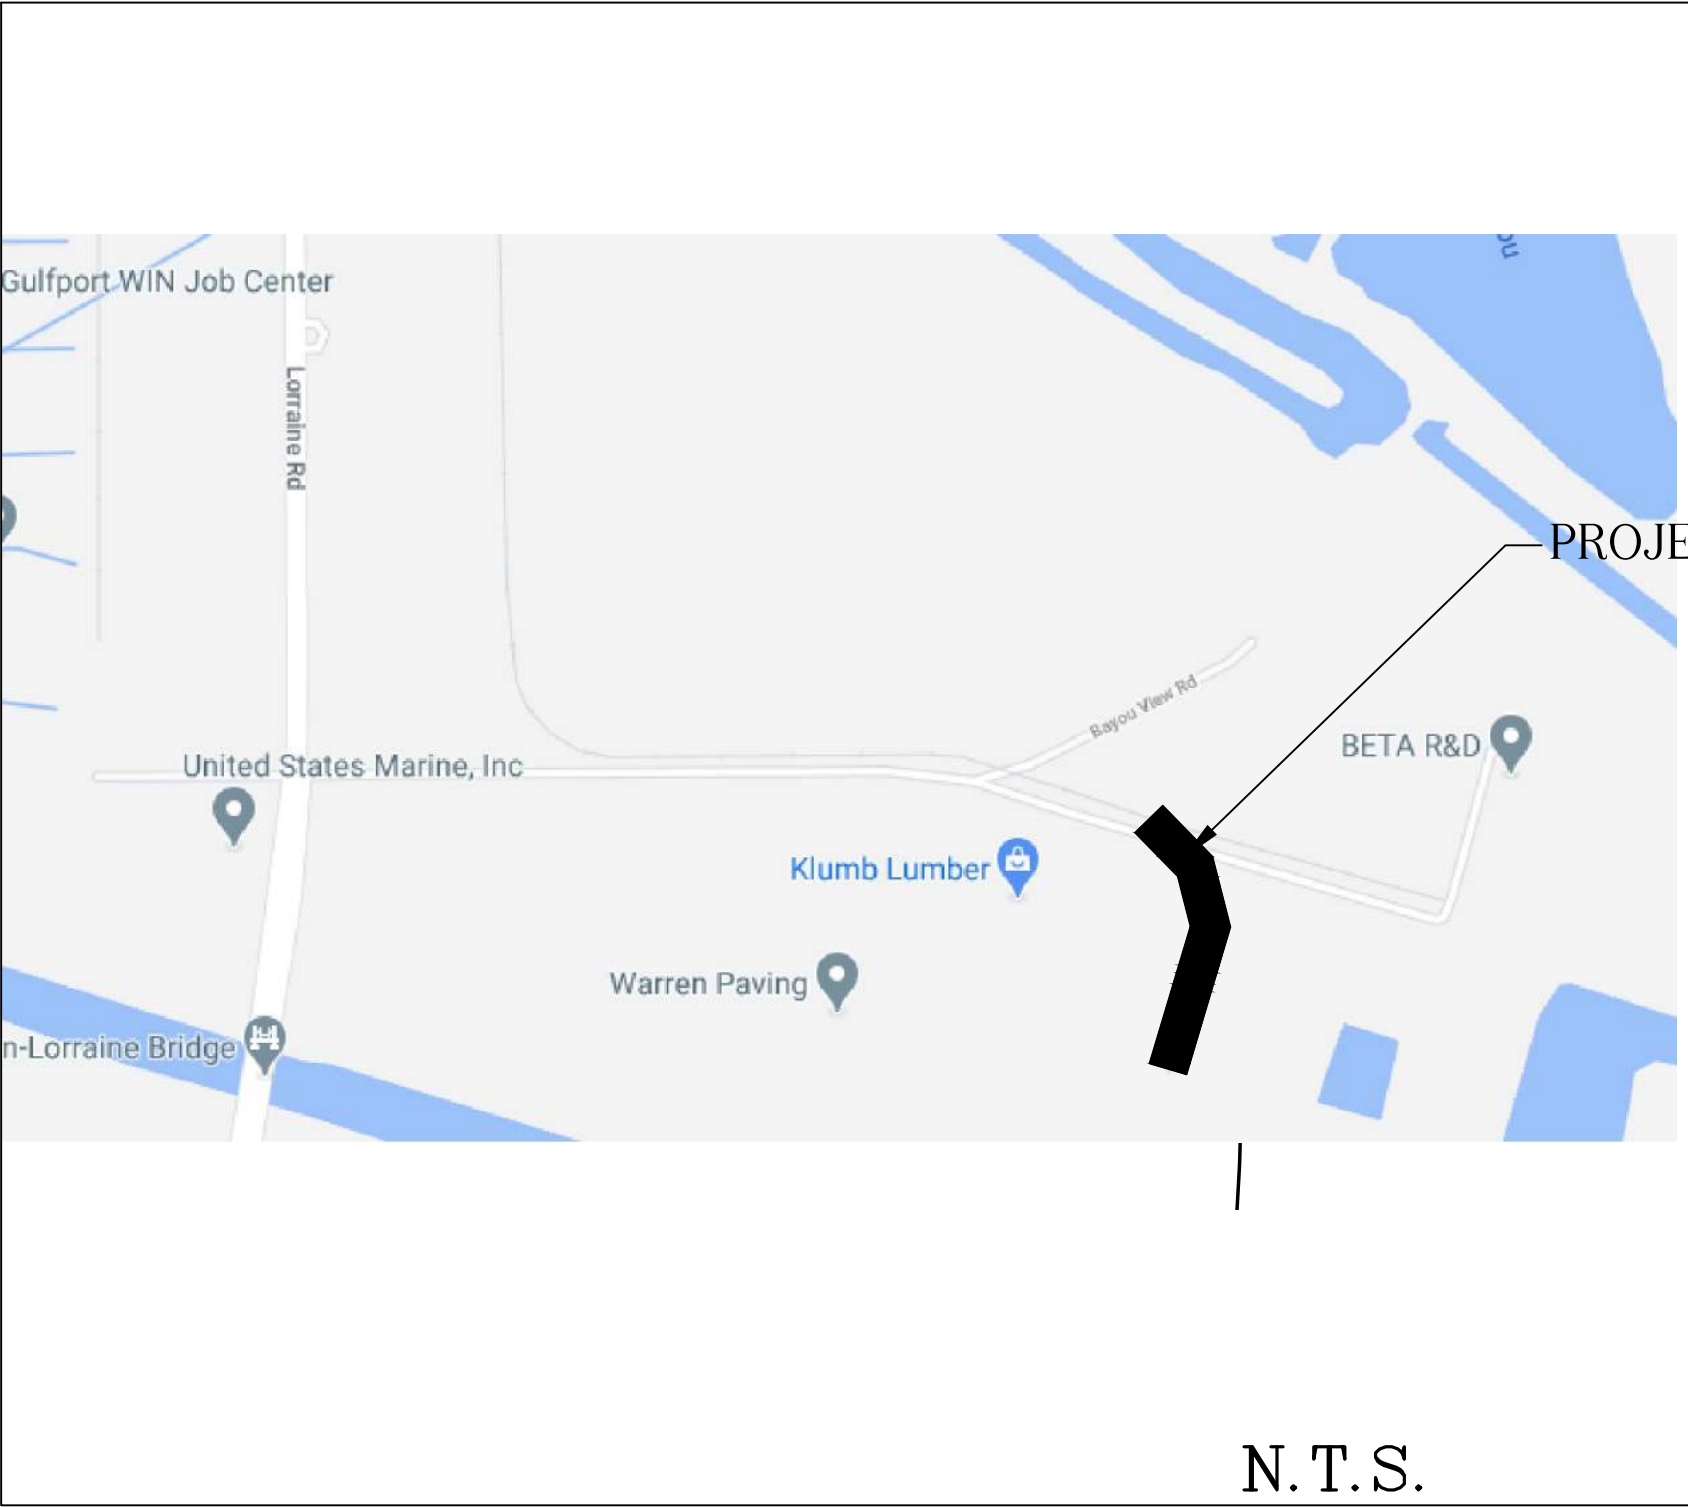 ou
Gulfport WIN Job Center
Lorraine Rd
PROJE
Bayou View Rd
BETA R&D
United States Marine, Inc
Klumb Lumber
Warren Paving
n-Lorraine Bridge
N.T.S.